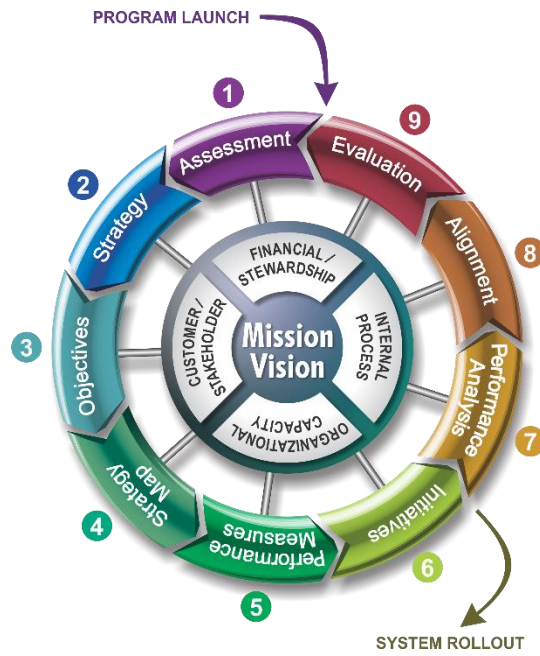 PROGRAM LAUNCH
1
Assessment
2
Strategy
3
Objectives
4
Strategy
Map
5
Performance
Measures
6
Initiatives
SYSTEM ROLLOUT
7
Performance
Analysis
8
Alignment
9
Evaluation
FINANCIAL/
STEWARDSHIP
CUSTOMER/
STAKEHOLDER
INTERNAL
PROCESS
ORGANIZATIONAL
CAPACITY
Mission
Vision